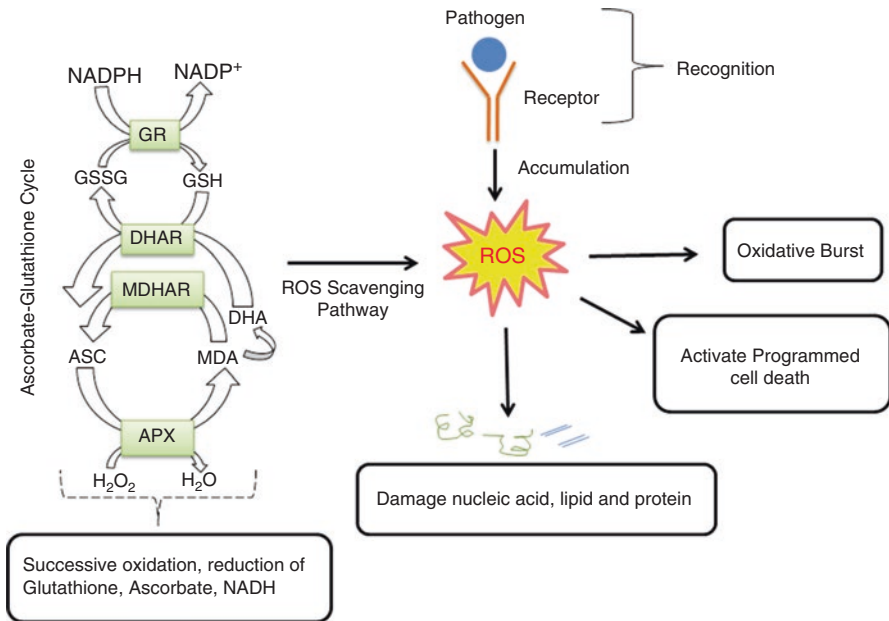 Ascorbate-Glutathione Cycle
NADPH
NADP⁺
GR
GSSG
GSH
DHAR
MDHAR
DHA
ASC
MDA
APX
H₂O₂
H₂O
Successive oxidation, reduction of
Glutathione, Ascorbate, NADH
ROS Scavenging
Pathway
Pathogen
Receptor
Recognition
Accumulation
ROS
Oxidative Burst
Activate Programmed
cell death
Damage nucleic acid, lipid and protein